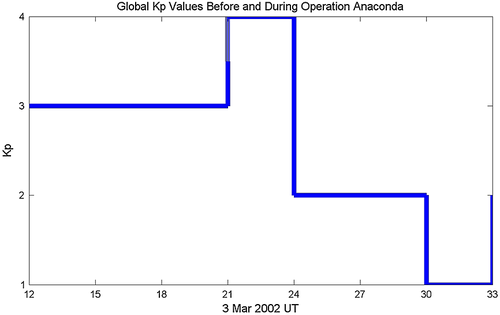 Global Kp Values Before and During Operation Anaconda
4
3
2
1
Kp
12 15 18 21 24 27 30 33
3 Mar 2002 UT